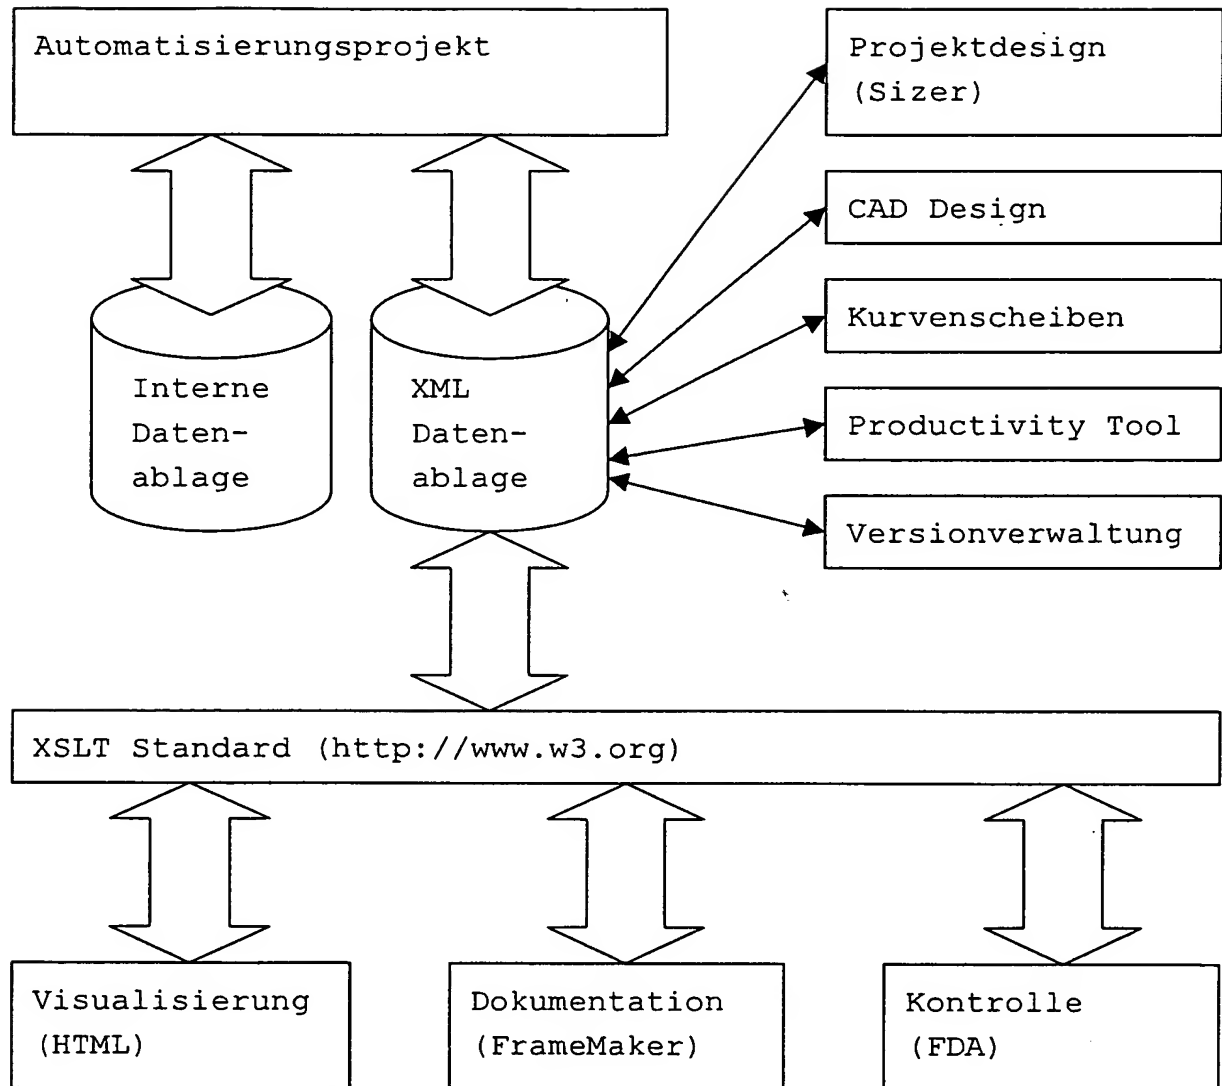 Automatisierungsprojekt
Projektdesign
(Sizer)
CAD Design
Kurvenscheiben
Productivity Tool
Versionverwaltung
Interne
Daten-
ablage
XML
Daten-
ablage
XSLT Standard (http://www.w3.org)
Visualisierung
(HTML)
Dokumentation
(FrameMaker)
Kontrolle
(FDA)